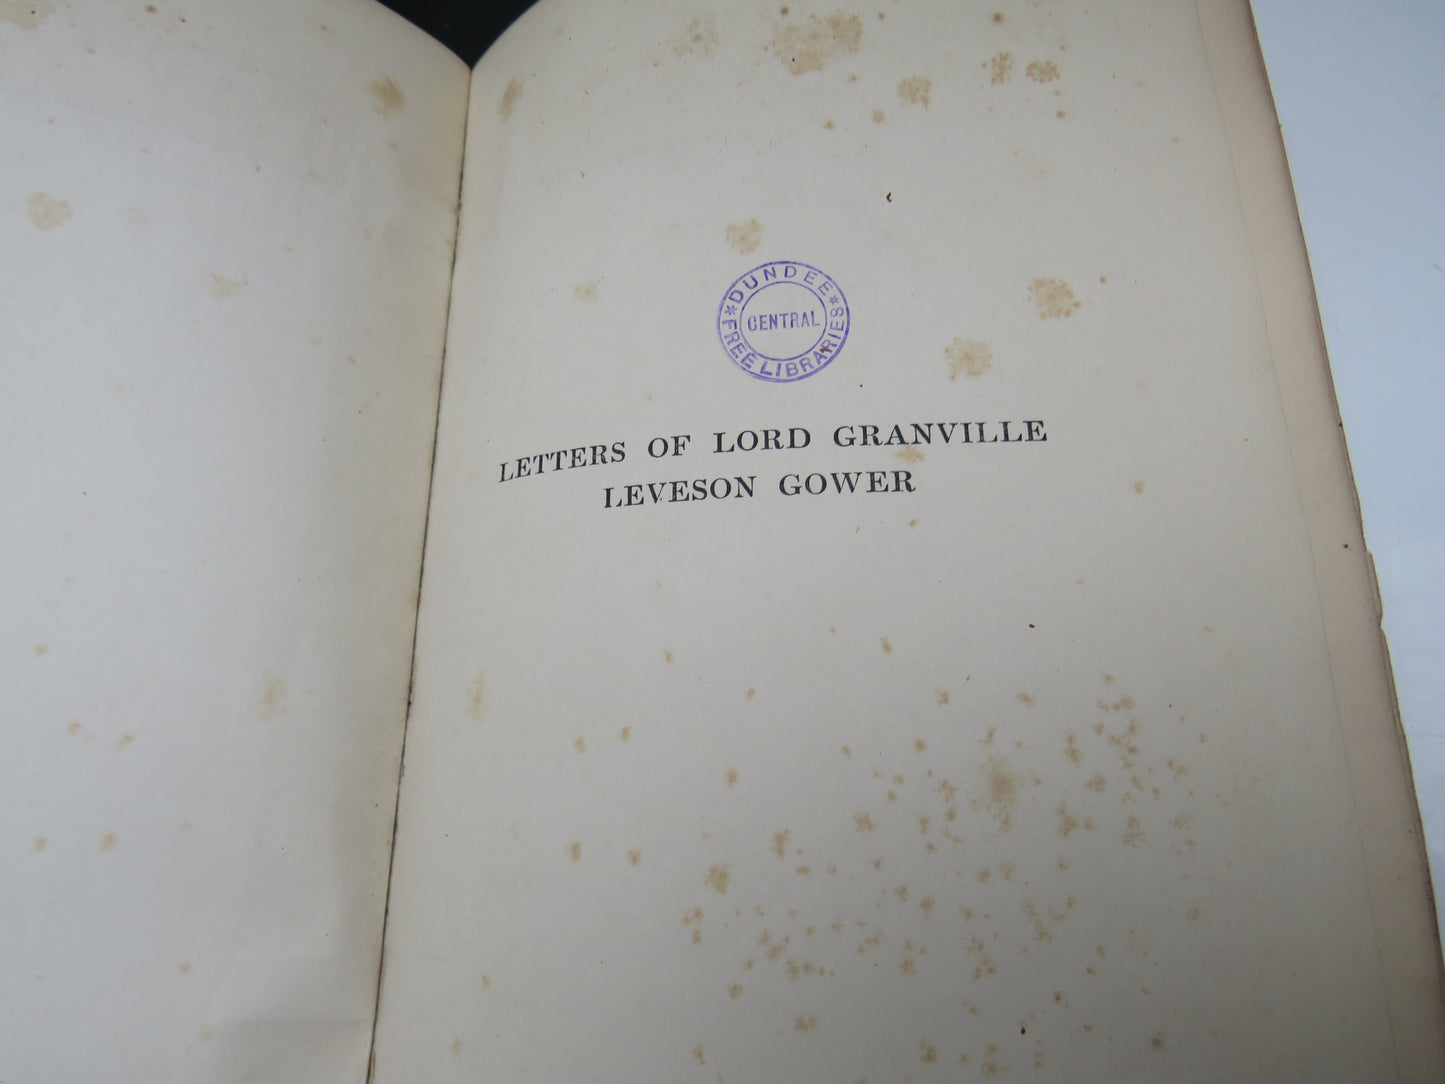 DUNDEE
CENTRAL
* FREE LIBRARIES *
LETTERS OF LORD GRANVILLE
LEVESON GOWER